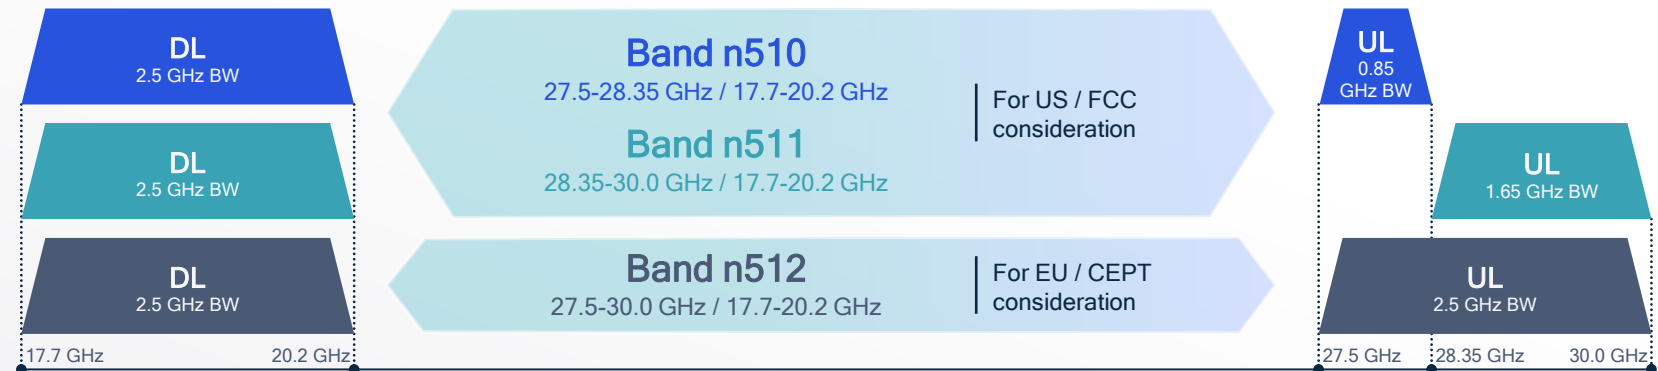 DL
2.5 GHz BW
Band n510
27.5-28.35 GHz / 17.7-20.2 GHz
For US / FCC
consideration
UL
0.85
GHz BW
DL
2.5 GHz BW
Band n511
28.35-30.0 GHz / 17.7-20.2 GHz
UL
1.65 GHz BW
DL
2.5 GHz BW
Band n512
27.5-30.0 GHz / 17.7-20.2 GHz
For EU / CEPT
consideration
UL
2.5 GHz BW
17.7 GHz
20.2 GHz
27.5 GHz
28.35 GHz
30.0 GHz